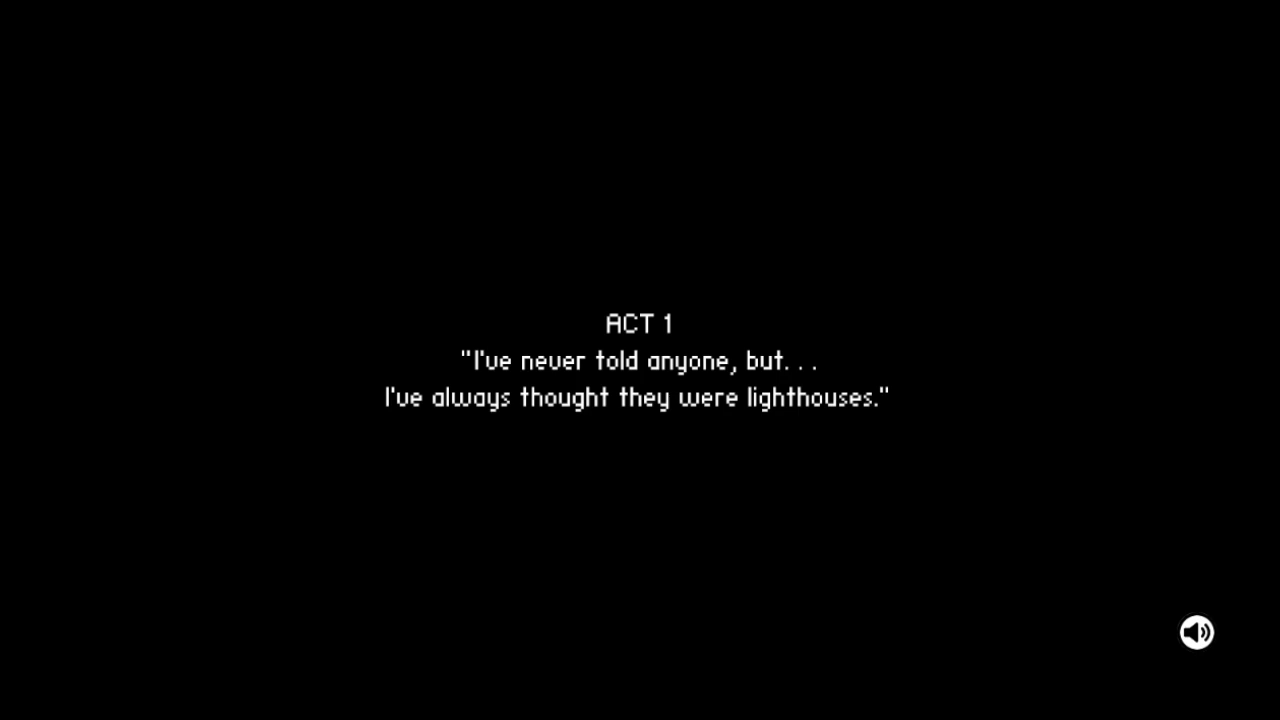 ACT 1
"I've never told anyone, but. . .
I've always thought they were lighthouses."